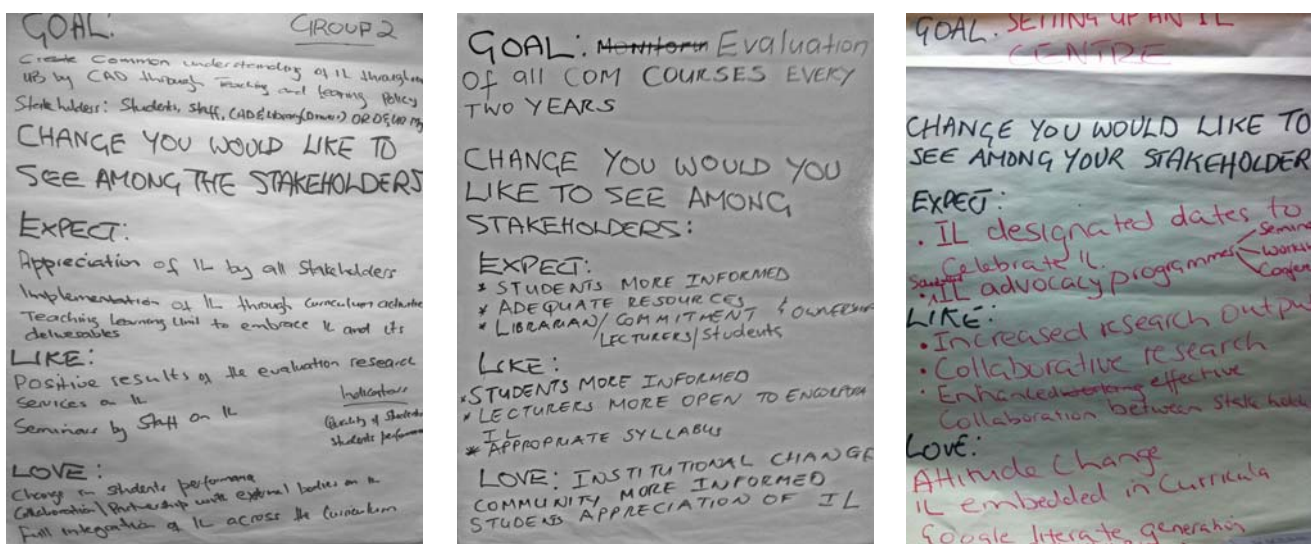 GOAL: GROUP 2
Create Common understanding of IL through
UB by CAD through Teaching and Learning Policy
Stakeholders: Students, Staff, CAD & Library (Driver) OR
CHANGE YOU WOULD LIKE TO
SEE AMONG THE STAKEHOLDERS
EXPECT:
Appreciation of IL by all Stakeholders
Implementation of IL through curriculum
Teaching Learning Unit to embrace IL and its
deliverables
LIKE:
Positive results of the evaluation research
Services on IL
Indicators
Seminars by Staff on IL
Quality of
Students
LOVE:
Change in students performance
Collaboration/Partnership with external bodies on IL
Full integration of IL across the Curriculum
GOAL: Monitorin Evaluation
Of all COM COURSES EVERY
TWO YEARS
CHANGE YOU WOULD YOU
LIKE TO SEE AMONG
STAKEHOLDERS:
EXPECT:
* STUDENTS MORE INFORMED
* ADEQUATE RESOURCES
* LIBRARIAN/ COMMITMENT &
LECTURERS/Students
LIKE:
* STUDENTS MORE INFORMED
* LECTURERS MORE OPEN TO
IL
* APPROPRIATE SYLLABUS
LOVE: INSTITUTIONAL CHANGE
COMMUNITY MORE INFORMED
STUDENTS APPRECIATION OF IL
GOAL: SETTING UP AN IL
CENTRE
CHANGE YOU WOULD LIKE TO
SEE AMONG YOUR STAKEHOLDER
EXPECT:
• IL designated dates to
Celebrate IL
• IL advocacy programmes
LIKE:
• Increased research
• Collaborative research
• Enhanced effective
Collaboration between
LOVE:
Attitude Change
IL embedded in Curricula
Google literate generation